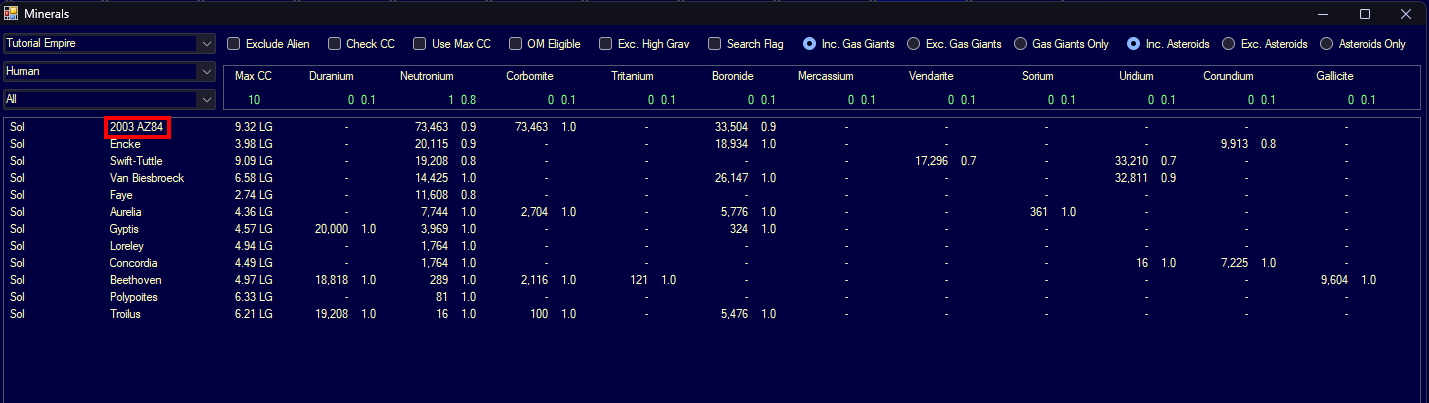 Minerals
Tutorial Empire Exclude Alien Check CC Use Max CC OM Eligible Exc. High Grav Search Flag Inc. Gas Giants Exc. Gas Giants Gas Giants Only Inc. Asteroids Exc. Asteroids Asteroids Only
Human Max CC Duranium Neutronium Corbomite Tritanium Boronide Mercassium Vendarite Sorium Uridium Corundium Gallicite
All 10 0 0.1 1 0.8 0 0.1 0 0.1 0 0.1 0 0.1 0 0.1 0 0.1 0 0.1 0 0.1 0 0.1
Sol 2003 AZ84 9.32 LG - 73,463 0.9 73,463 1.0 - 33,504 0.9 - - - - - -
Sol Encke 3.98 LG - 20,115 0.9 - - 18,934 1.0 - - - - 9,913 0.8 -
Sol Swift-Tuttle 9.09 LG - 19,208 0.8 - - - - 17,296 0.7 - 33,210 0.7 - -
Sol Van Biesbroeck 6.58 LG - 14,425 1.0 - - 26,147 1.0 - - - 32,811 0.9 - -
Sol Faye 2.74 LG - 11,608 0.8 - - - - - - - - -
Sol Aurelia 4.36 LG - 7,744 1.0 2,704 1.0 - 5,776 1.0 - - 361 1.0 - - -
Sol Gyptis 4.57 LG 20,000 1.0 3,969 1.0 - - 324 1.0 - - - - - -
Sol Loreley 4.94 LG - 1,764 1.0 - - - - - - - - -
Sol Concordia 4.49 LG - 1,764 1.0 - - - - - - 16 1.0 7,225 1.0 -
Sol Beethoven 4.97 LG 18,818 1.0 289 1.0 2,116 1.0 121 1.0 - - - - - - 9,604 1.0
Sol Polypoites 6.33 LG - 81 1.0 - - - - - - - - -
Sol Troilus 6.21 LG 19,208 1.0 16 1.0 100 1.0 - 5,476 1.0 - - - - - -